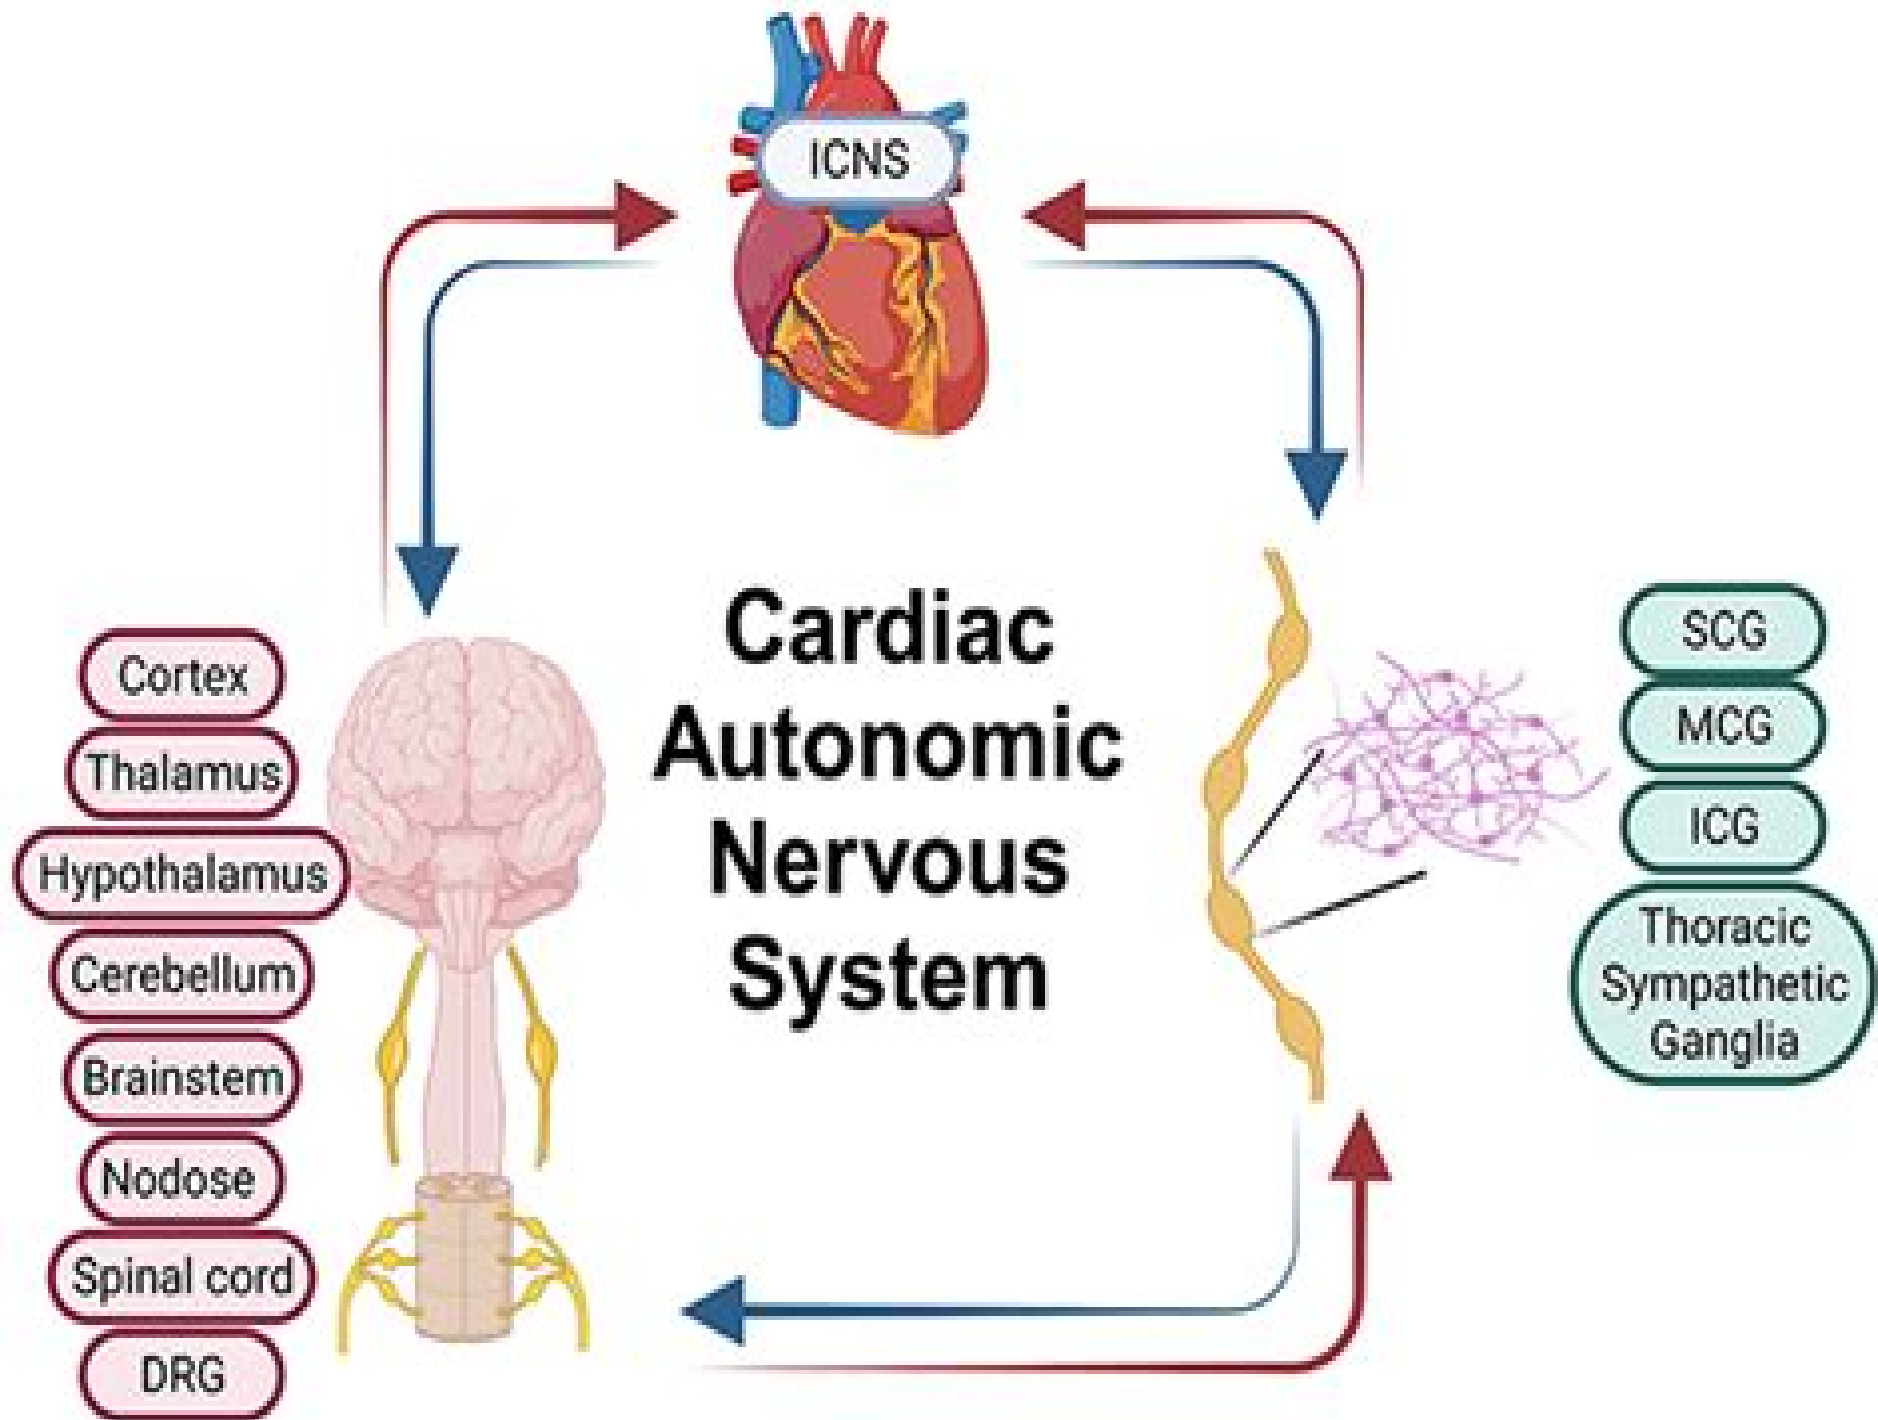 ICNS
Cardiac
Autonomic
Nervous
System
Cortex
Thalamus
Hypothalamus
Cerebellum
Brainstem
Nodose
Spinal cord
DRG
SCG
MCG
ICG
Thoracic
Sympathetic
Ganglia